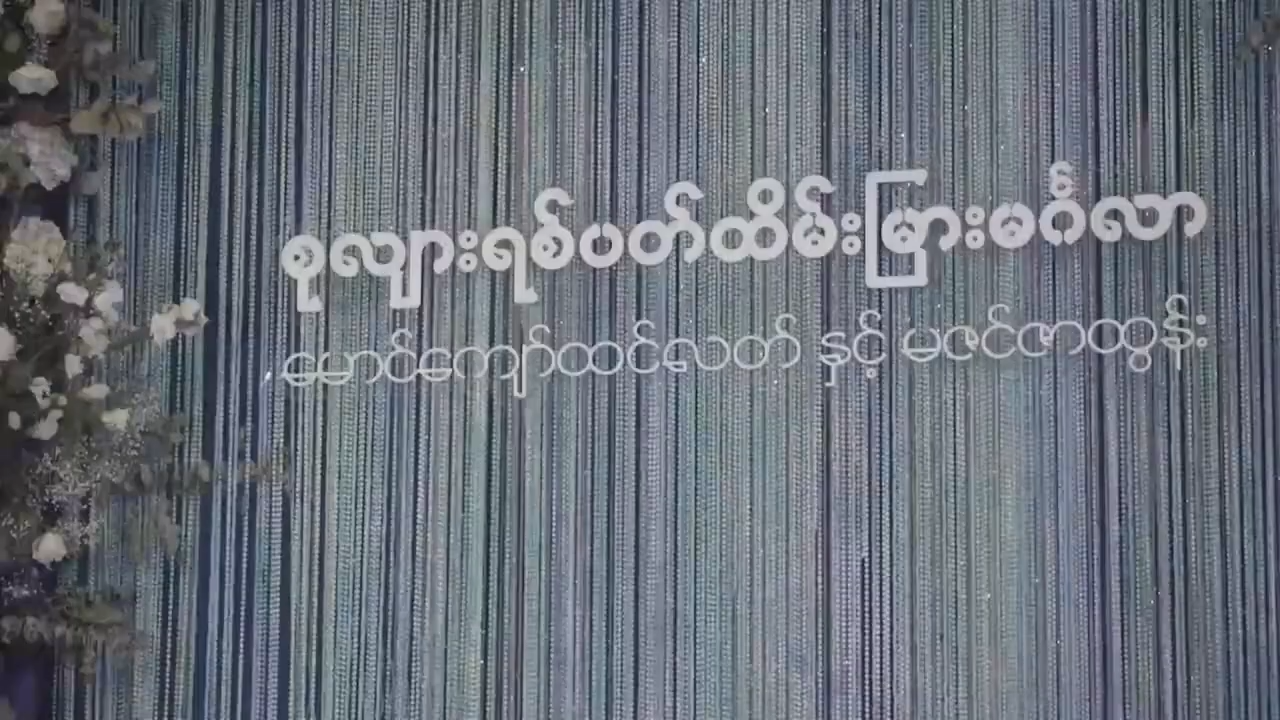 စုလျားရစ်ပတ်ထိမ်းမြားမင်္ဂလာ
မောင်ကျော်ထင်လတ် နှင့် မဇင်ဇာထွန်း